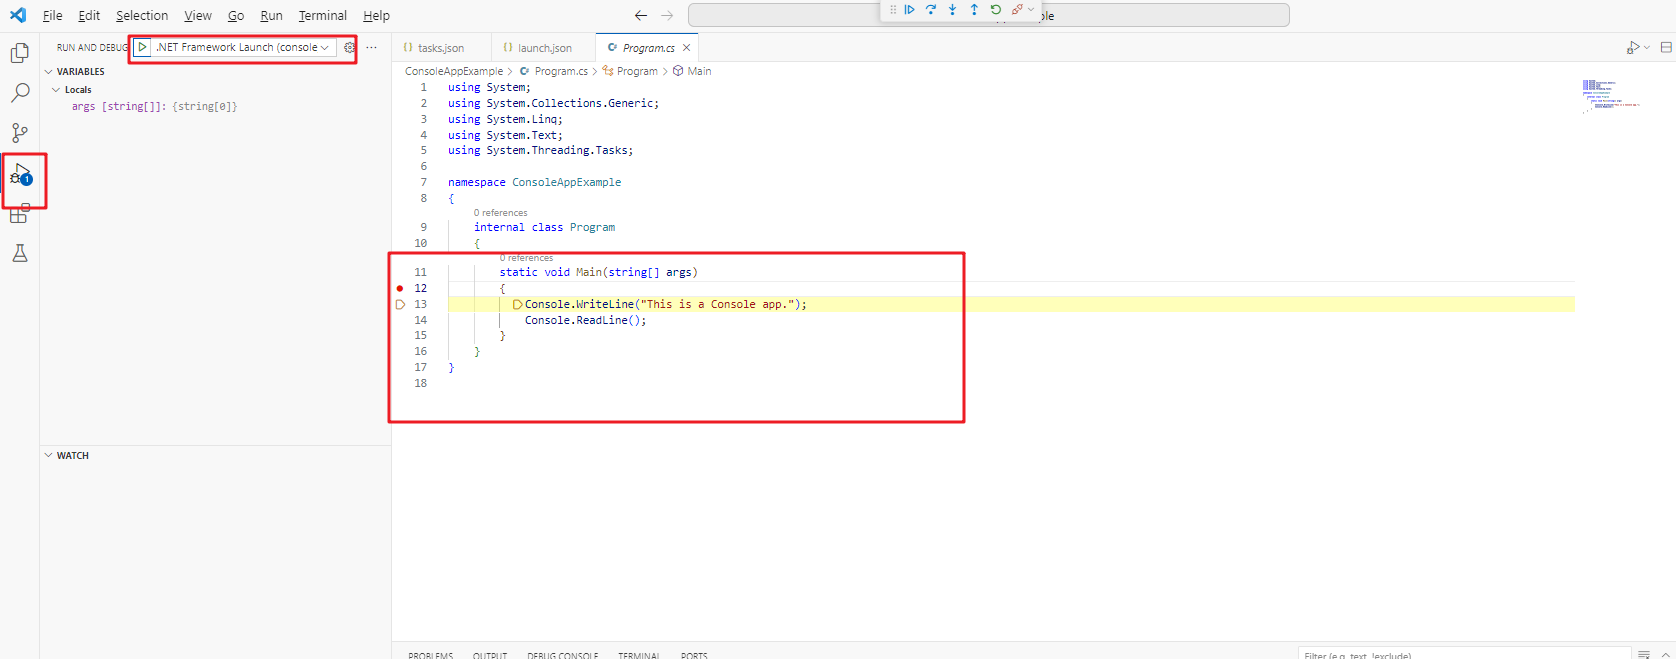 File Edit Selection View Go Run Terminal Help
RUN AND DEBUG .NET Framework Launch (console
VARIABLES
Locals
args [string[]]: {string[0]}
WATCH
tasks.json launch.json Program.cs
ConsoleAppExample > Program.cs > Program > Main
1 using System;
2 using System.Collections.Generic;
3 using System.Linq;
4 using System.Text;
5 using System.Threading.Tasks;
6
7 namespace ConsoleAppExample
8 {
0 references
9 internal class Program
10 {
0 references
11 static void Main(string[] args)
12 {
13 Console.WriteLine("This is a Console app.");
14 Console.ReadLine();
15 }
16 }
17 }
18
PROBLEMS OUTPUT DEBUG CONSOLE TERMINAL PORTS
Filter (e.g. text, !exclude)